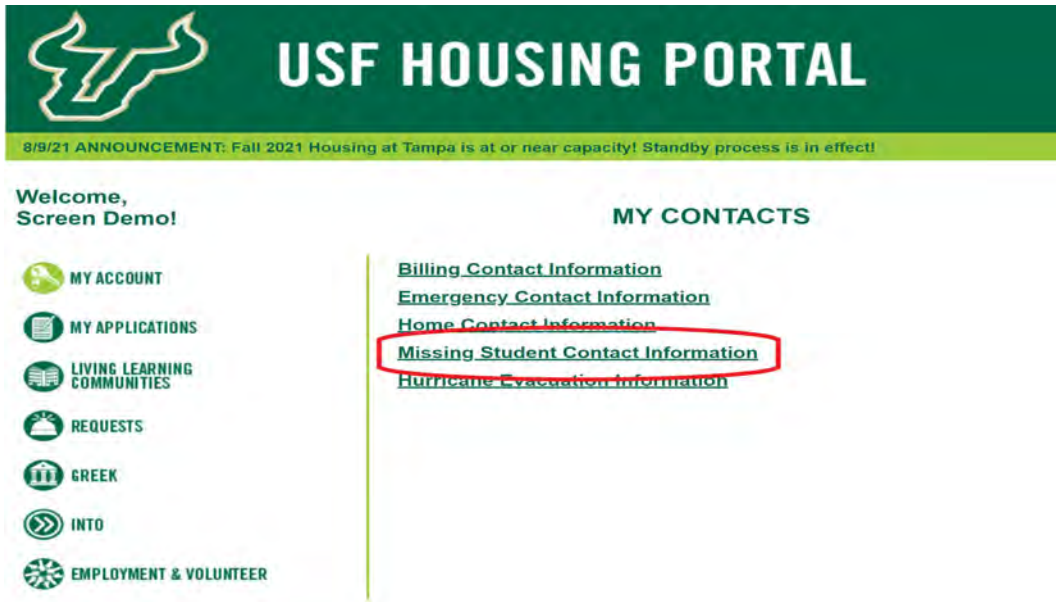 USF HOUSING PORTAL
8/9/21 ANNOUNCEMENT: Fall 2021 Housing at Tampa is at or near capacity! Standby process is in effect!
Welcome,
Screen Demo!
MY ACCOUNT
MY APPLICATIONS
LIVING LEARNING
COMMUNITIES
REQUESTS
GREEK
INTO
EMPLOYMENT & VOLUNTEER
MY CONTACTS
Billing Contact Information
Emergency Contact Information
Home Contact Information
Missing Student Contact Information
Hurricane Evacuation Information